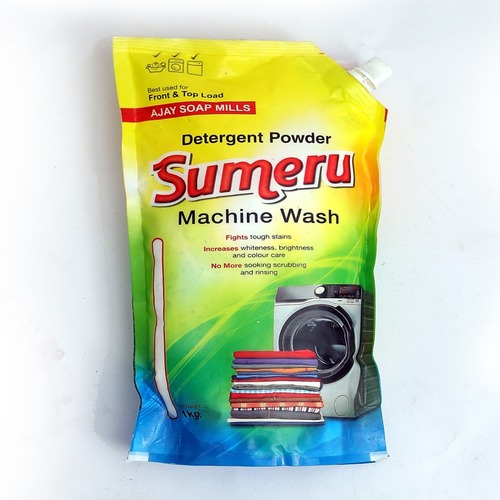 Best used for
Front & Top Load
AJAY SOAP MILLS
Detergent Powder
Sumeru
Machine Wash
Fights tough stains
Increases whiteness, brightness
and colour care
No More sooking scrubbing
and rinsing
1Kg.